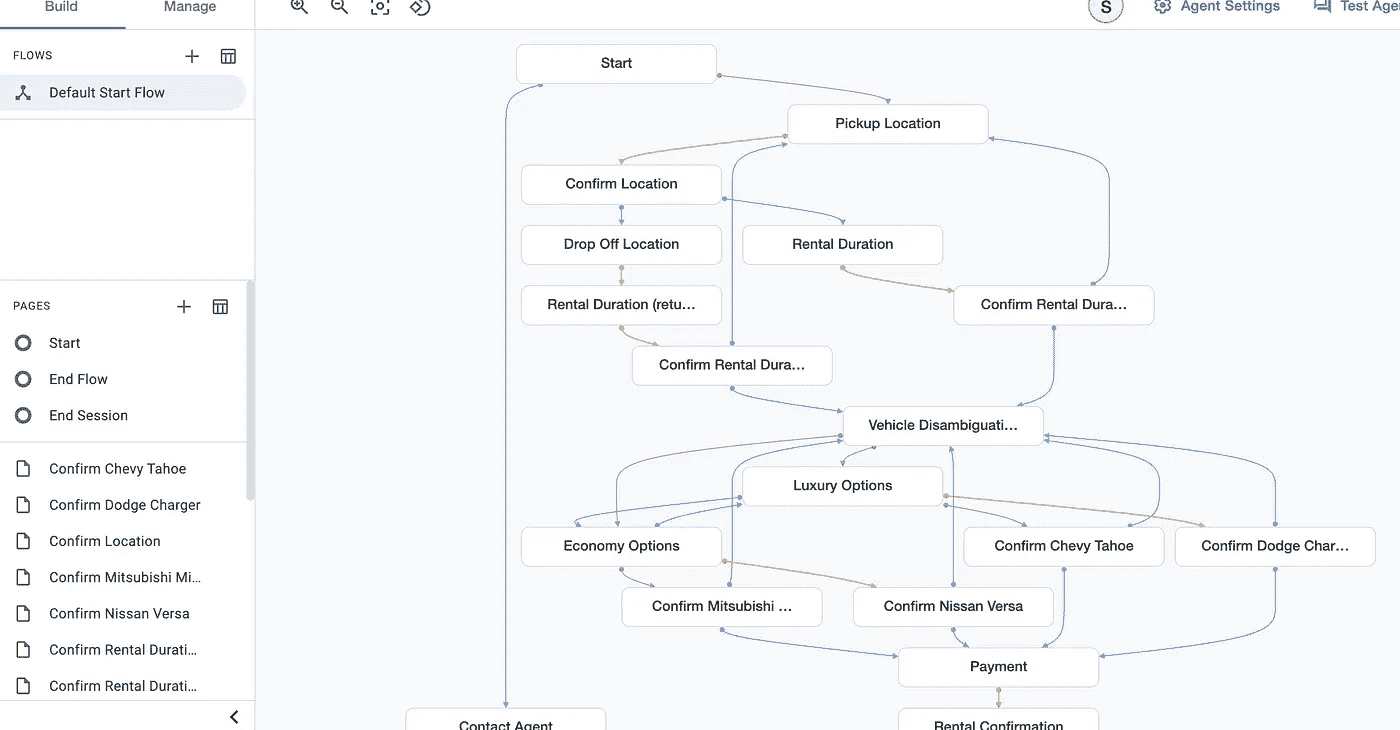 Build
Manage
S
Agent Settings
Test Age
FLOWS
Default Start Flow
PAGES
Start
End Flow
End Session
Confirm Chevy Tahoe
Confirm Dodge Charger
Confirm Location
Confirm Mitsubishi Mi...
Confirm Nissan Versa
Confirm Rental Durati...
Confirm Rental Durati...
Start
Pickup Location
Confirm Location
Drop Off Location
Rental Duration
Rental Duration (retu...
Confirm Rental Dura...
Confirm Rental Dura...
Vehicle Disambiguati...
Luxury Options
Economy Options
Confirm Chevy Tahoe
Confirm Dodge Char...
Confirm Mitsubishi ...
Confirm Nissan Versa
Payment
Contact Agent
Rental Confirmation